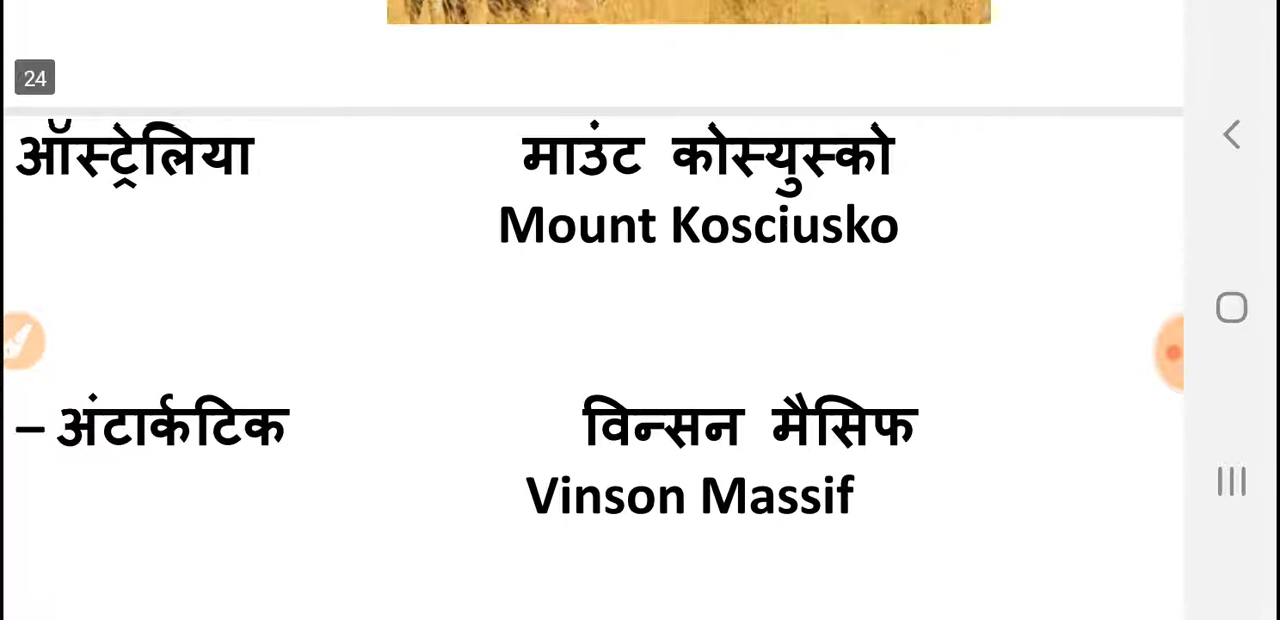 24
ऑस्ट्रेलिया माउंट कोस्युस्को
Mount Kosciusko
– अंटार्कटिक विन्सन मैसिफ
Vinson Massif